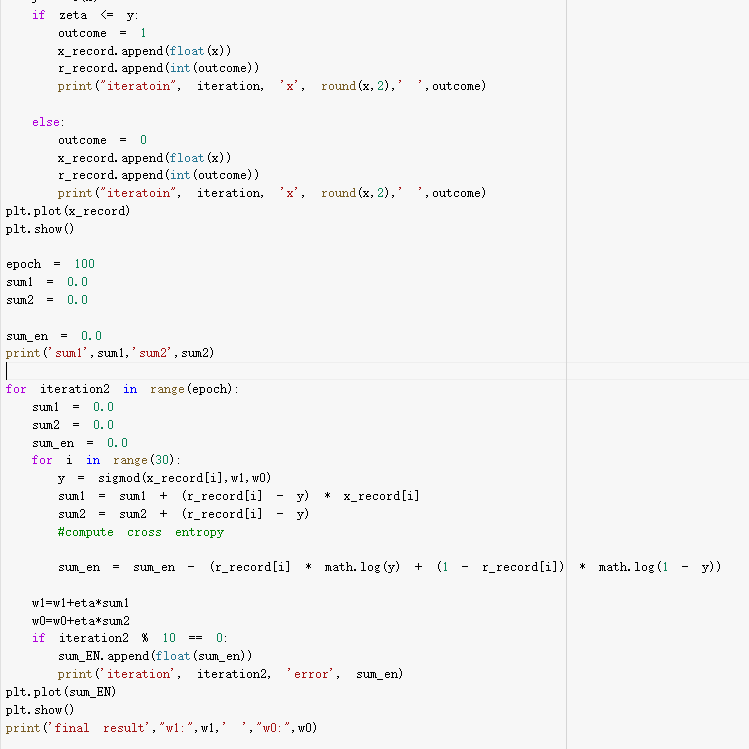 if zeta <= y:
outcome = 1
x_record.append(float(x))
r_record.append(int(outcome))
print("iteratoin", iteration, 'x', round(x,2),' ',outcome)
else:
outcome = 0
x_record.append(float(x))
r_record.append(int(outcome))
print("iteratoin", iteration, 'x', round(x,2),' ',outcome)
plt.plot(x_record)
plt.show()
epoch = 100
sum1 = 0.0
sum2 = 0.0
sum_en = 0.0
print('sum1',sum1,'sum2',sum2)
for iteration2 in range(epoch):
sum1 = 0.0
sum2 = 0.0
sum_en = 0.0
for i in range(30):
y = sigmod(x_record[i],w1,w0)
sum1 = sum1 + (r_record[i] - y) * x_record[i]
sum2 = sum2 + (r_record[i] - y)
#compute cross entropy
sum_en = sum_en - (r_record[i] * math.log(y) + (1 - r_record[i]) * math.log(1 - y))
w1=w1+eta*sum1
w0=w0+eta*sum2
if iteration2 % 10 == 0:
sum_EN.append(float(sum_en))
print('iteration', iteration2, 'error', sum_en)
plt.plot(sum_EN)
plt.show()
print('final result',"w1:",w1,' ',"w0:",w0)